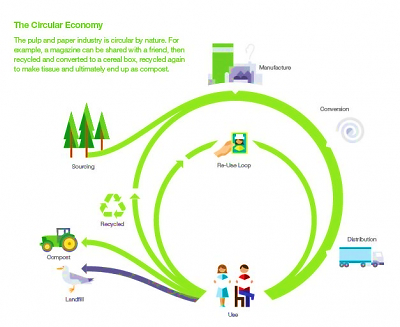 The Circular Economy
The pulp and paper industry is circular by nature. For
example, a magazine can be shared with a friend, then
recycled and converted to a cereal box, recycled again
to make tissue and ultimately end up as compost.
Manufacture
Conversion
Sourcing
Re-Use Loop
Recycled
Distribution
Compost
Landfill
Use